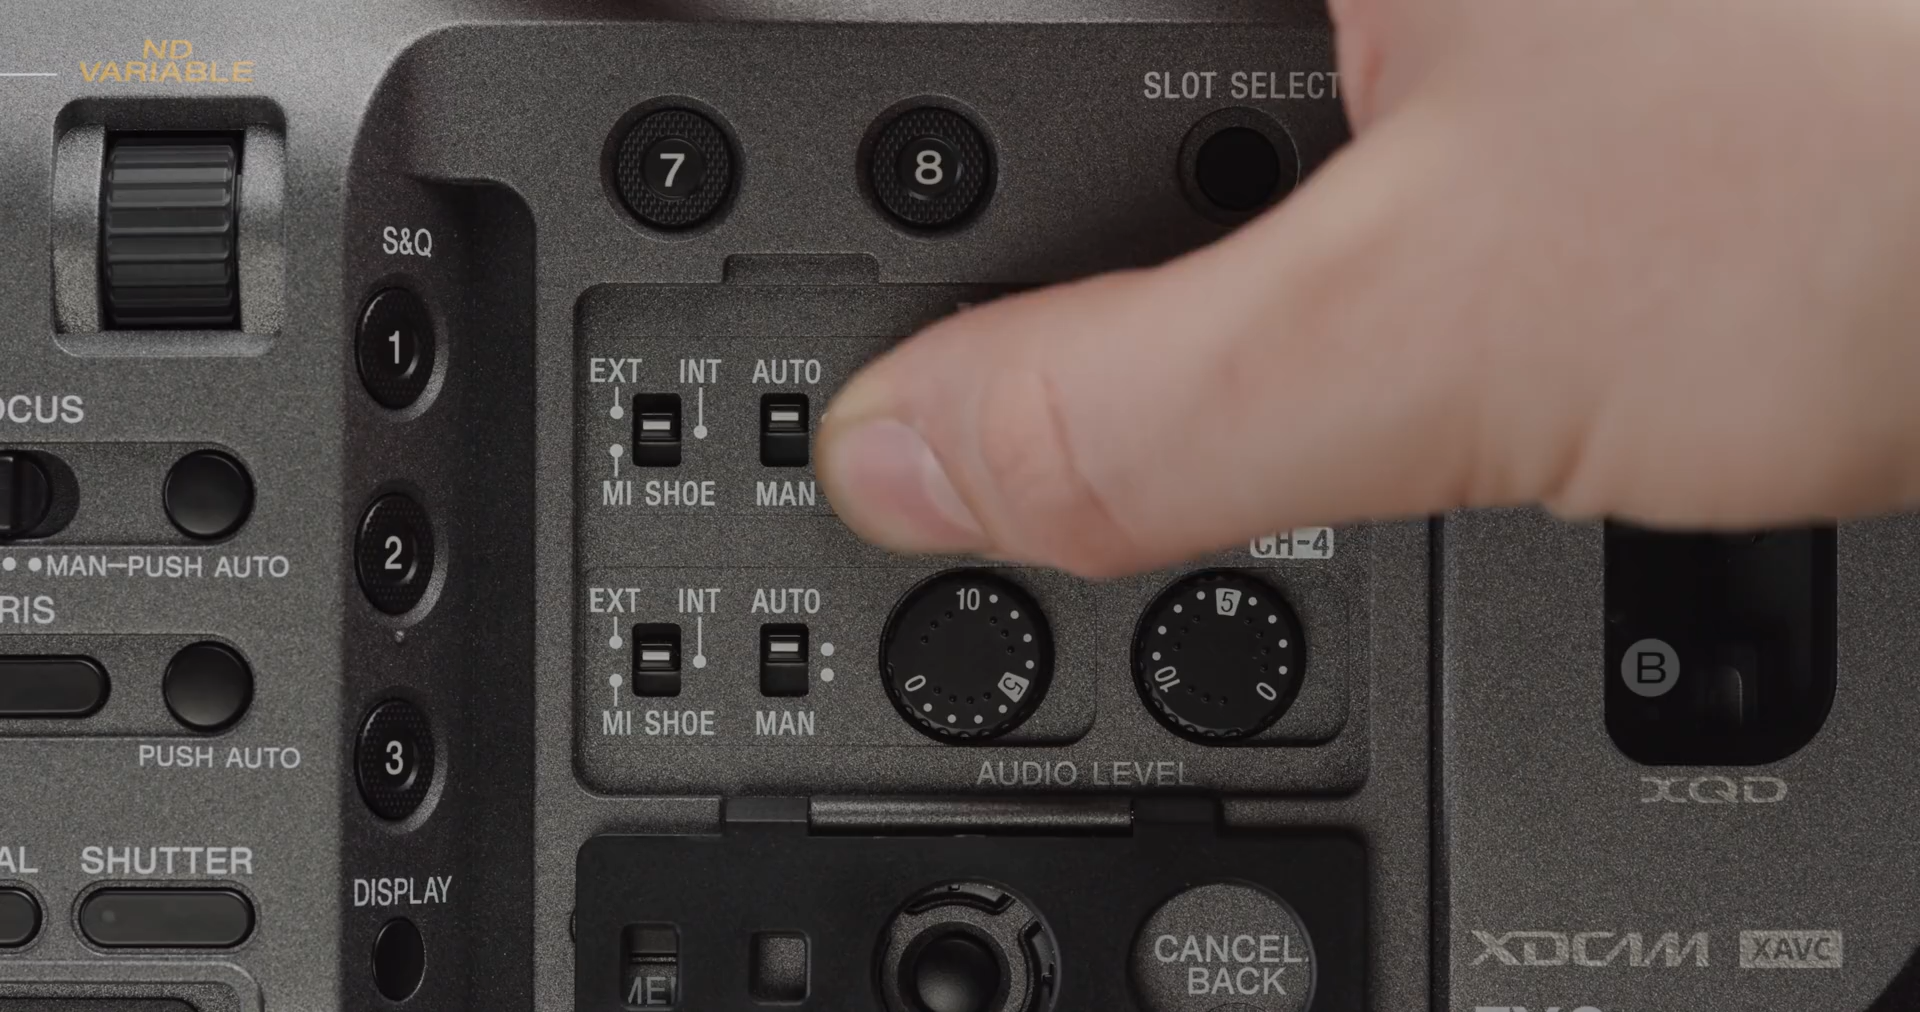 ND
VARIABLE
SLOT SELECT
7
8
S&Q
1
EXT INT AUTO
MI SHOE MAN
OCUS
2
MAN–PUSH AUTO
CH-4
EXT INT AUTO
10
5
0
5
10
0
RIS
MI SHOE MAN
B
3
PUSH AUTO
AUDIO LEVEL
XQD
AL SHUTTER
DISPLAY
CANCEL/
BACK
XDCAM XAVC